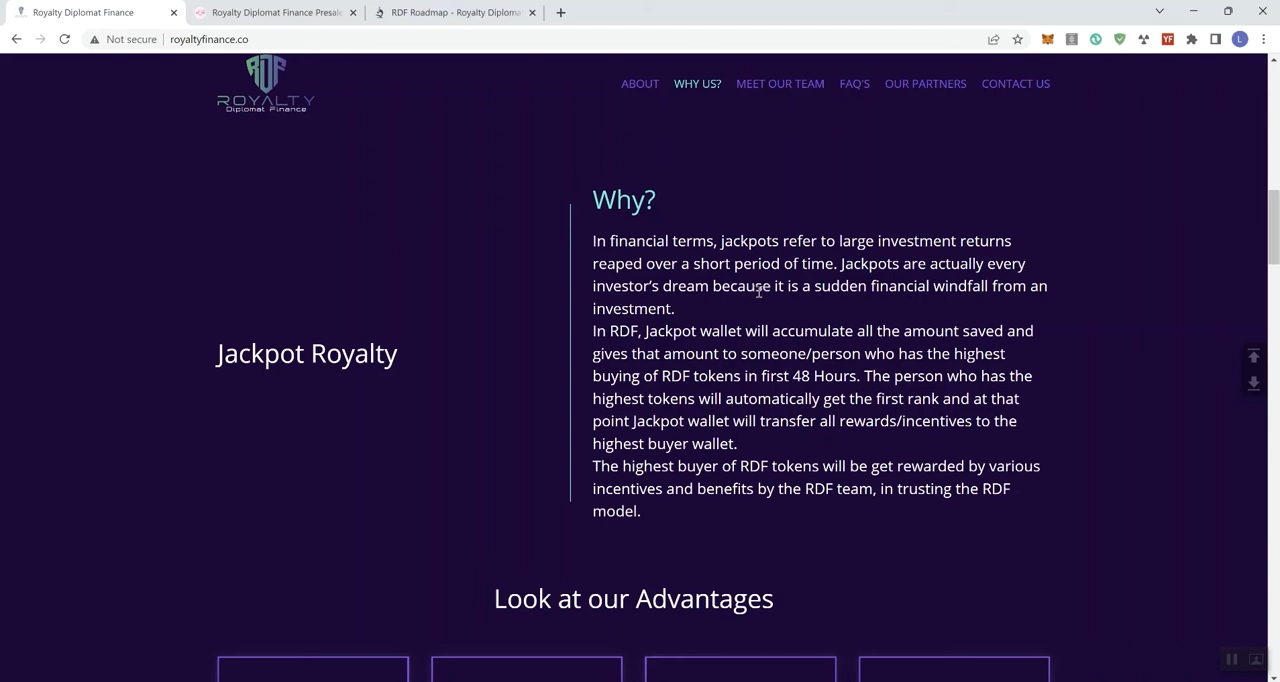 Royalty Diplomat Finance
Royalty Diplomat Finance Presale
RDF Roadmap - Royalty Diploma
Not secure
royaltyfinance.co
YF
L
RDF
ROYALTY
Diplomat Finance
ABOUT
WHY US?
MEET OUR TEAM
FAQ'S
OUR PARTNERS
CONTACT US
Why?
In financial terms, jackpots refer to large investment returns
reaped over a short period of time. Jackpots are actually every
investor's dream because it is a sudden financial windfall from an
investment.
In RDF, Jackpot wallet will accumulate all the amount saved and
gives that amount to someone/person who has the highest
buying of RDF tokens in first 48 Hours. The person who has the
highest tokens will automatically get the first rank and at that
point Jackpot wallet will transfer all rewards/incentives to the
highest buyer wallet.
The highest buyer of RDF tokens will be get rewarded by various
incentives and benefits by the RDF team, in trusting the RDF
model.
Jackpot Royalty
Look at our Advantages